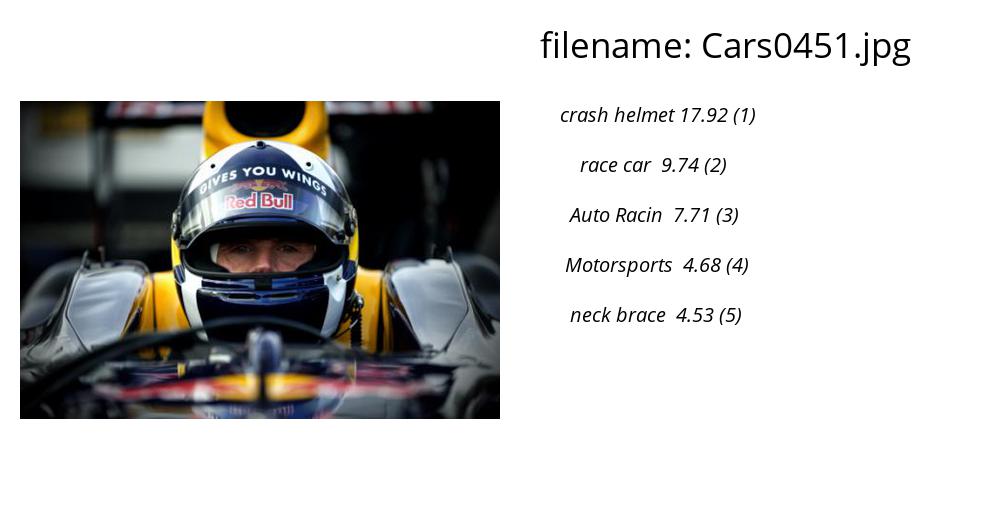 filename: Cars0451.jpg
crash helmet 17.92 (1)
race car 9.74 (2)
Auto Racin 7.71 (3)
Motorsports 4.68 (4)
neck brace 4.53 (5)
GIVES YOU WINGS
Red Bull